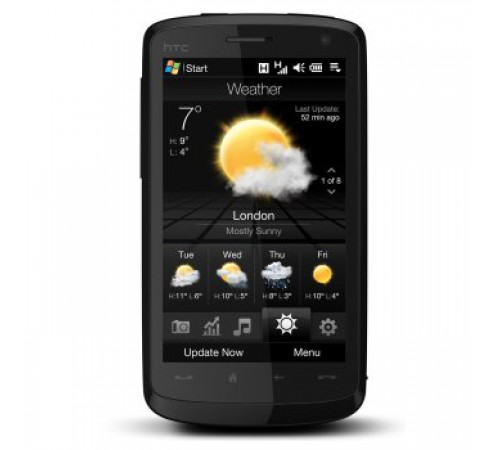 hTC
Start H H
Weather
7°
Last Update:
52 min ago
H: 9°
L: 4°
1 of 8
London
Mostly Sunny
Tue Wed Thu Fri
H:11° L:6° H:10° L:5° H:8° L:3° H:10° L:4°
Update Now Menu